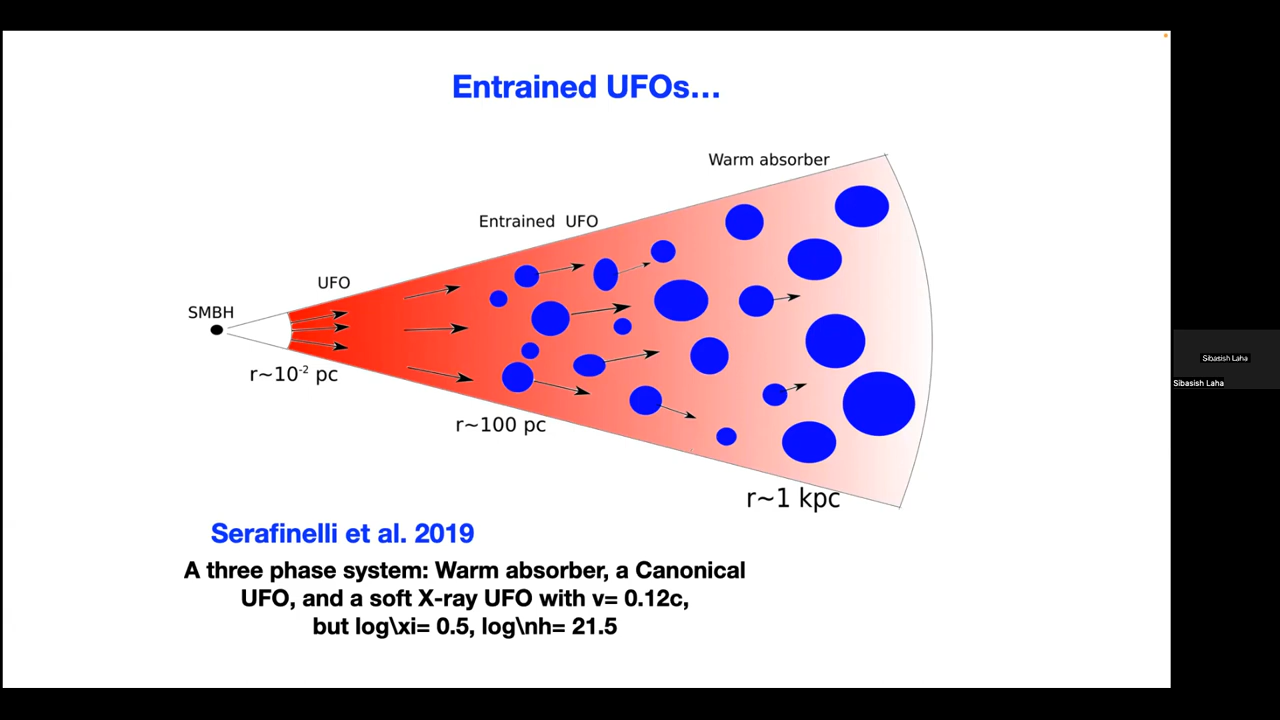 Entrained UFOs...
Warm absorber
Entrained UFO
UFO
SMBH
r~10⁻² pc
r~100 pc
r~1 kpc
Serafinelli et al. 2019
A three phase system: Warm absorber, a Canonical
UFO, and a soft X-ray UFO with v= 0.12c,
but log\xi= 0.5, log\nh= 21.5
Sibasish Laha
Sibasish Laha